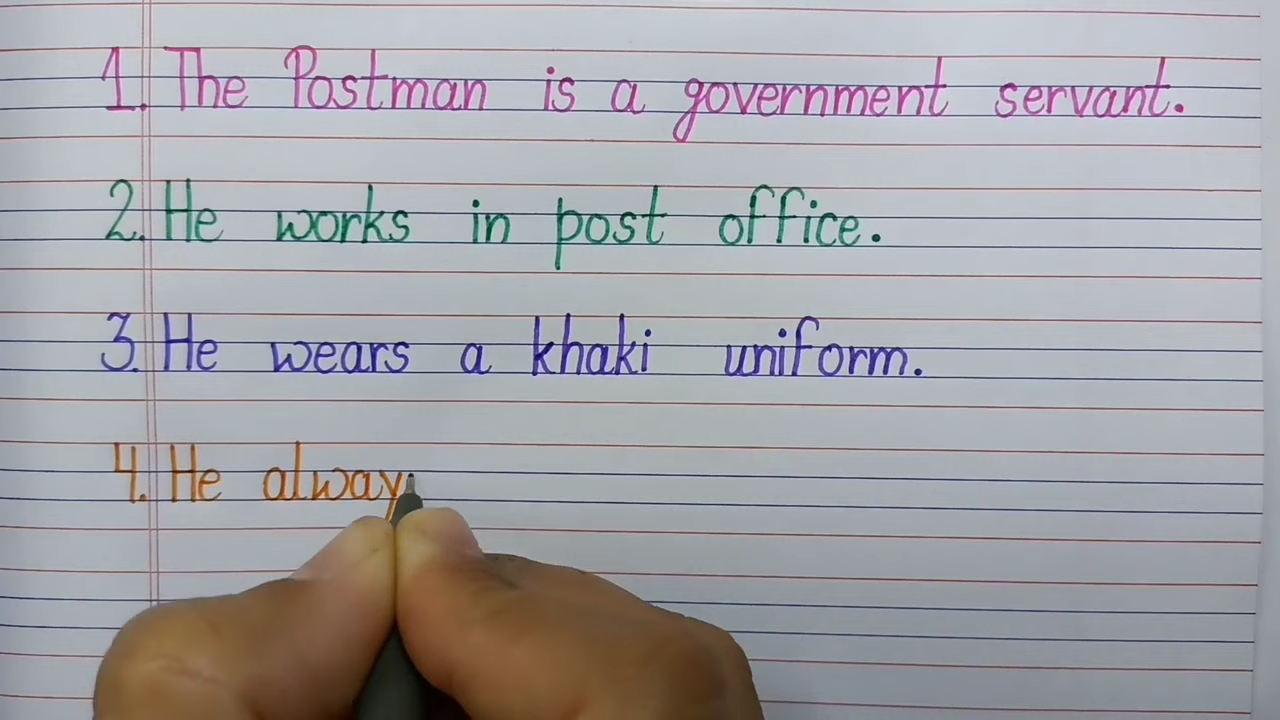 1. The Postman is a government servant.
2. He works in post office.
3. He wears a khaki uniform.
4. He alway